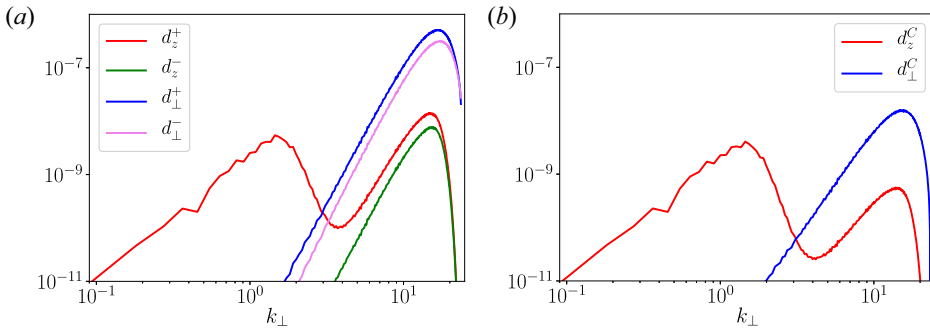 (a)
(b)
d_z^+
d_z^-
d_⊥^+
d_⊥^-
d_z^C
d_⊥^C
10^{-7}
10^{-9}
10^{-11}
10^{-1}
10^0
10^1
k_⊥
10^{-7}
10^{-9}
10^{-11}
10^{-1}
10^0
10^1
k_⊥